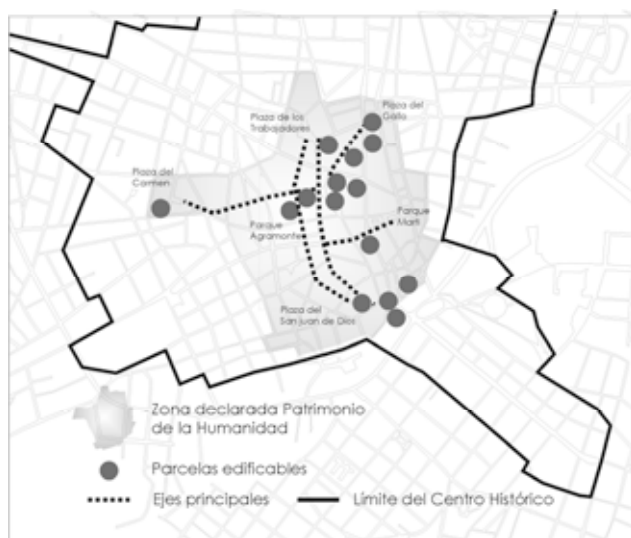 Plaza de los
Trabajadores
Plaza del
Gallo
Plaza del
Carmen
Parque
Agramonte
Parque
Martí
Plaza del
San juan de Dios
Zona declarada Patrimonio
de la Humanidad
Parcelas edificables
Ejes principales
Límite del Centro Histórico